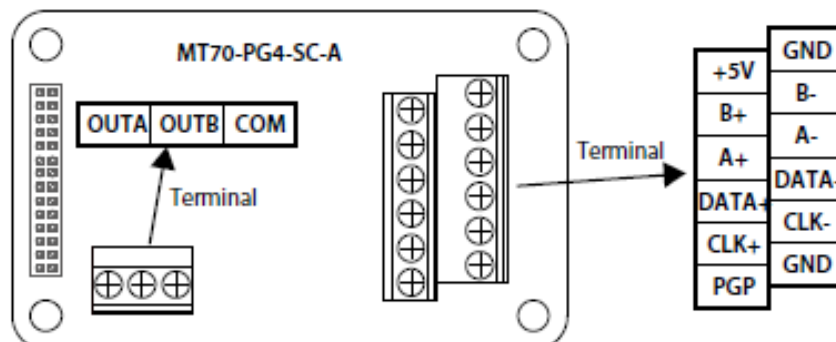 MT70-PG4-SC-A
OUTA OUTB COM
Terminal
Terminal
+5V
B+
A+
DATA+
CLK+
PGP
GND
B-
A-
DATA-
CLK-
GND